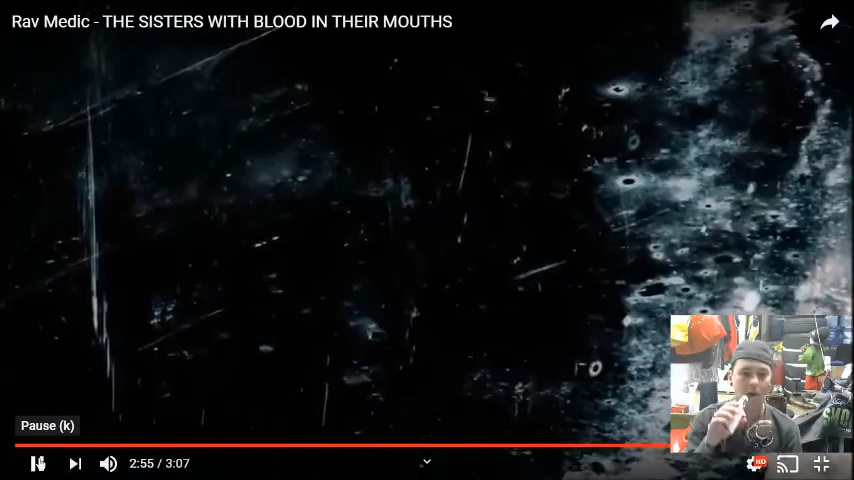 Rav Medic - THE SISTERS WITH BLOOD IN THEIR MOUTHS
Pause (k)
2:55 / 3:07
HD